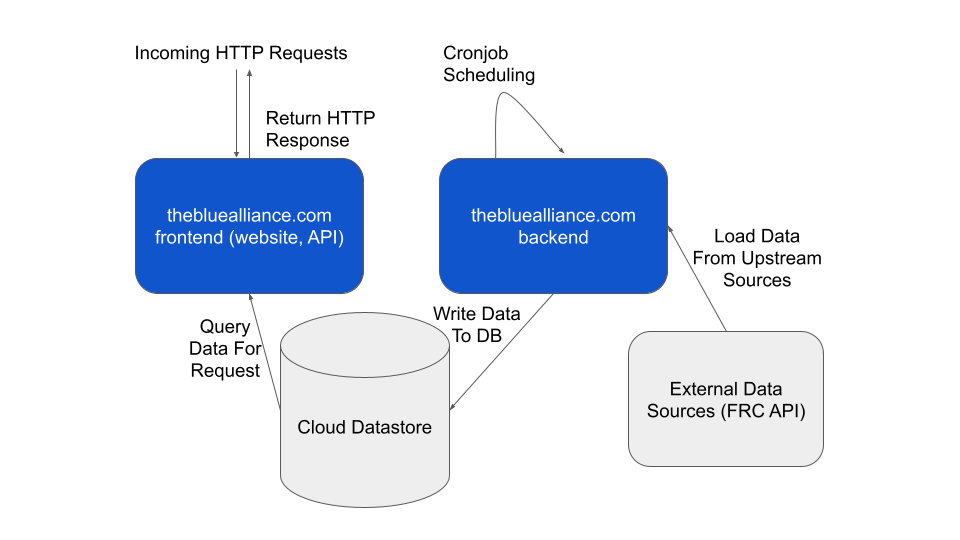 Incoming HTTP Requests
Return HTTP
Response
Cronjob
Scheduling
thebluealliance.com
frontend (website, API)
thebluealliance.com
backend
Load Data
From Upstream
Sources
Query
Data For
Request
Write Data
To DB
Cloud Datastore
External Data
Sources (FRC API)